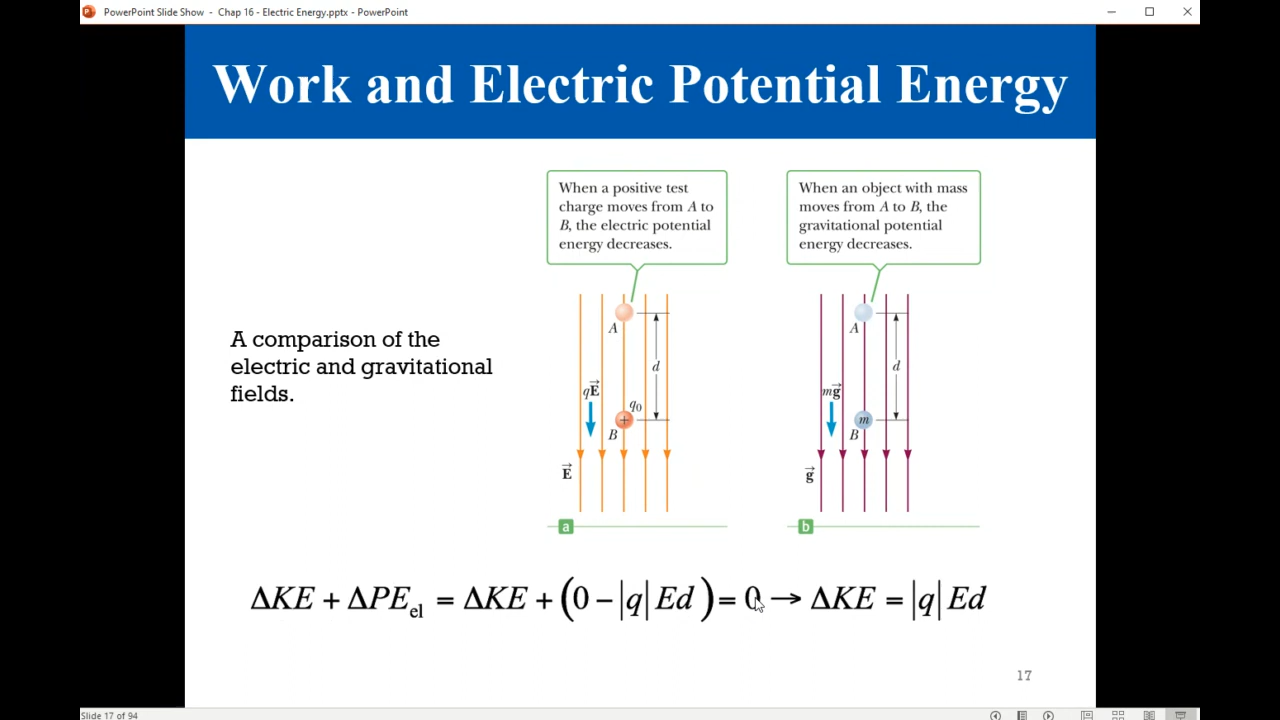 PowerPoint Slide Show - Chap 16 - Electric Energy.pptx - PowerPoint
Work and Electric Potential Energy
When a positive test
charge moves from A to
B, the electric potential
energy decreases.
When an object with mass
moves from A to B, the
gravitational potential
energy decreases.
A comparison of the
electric and gravitational
fields.
A
d
qE⃗
q₀
+
B
E⃗
a
A
d
mg⃗
m
B
g⃗
b
ΔKE + ΔPE_el = ΔKE + (0 − |q| Ed) = 0 → ΔKE = |q| Ed
17
Slide 17 of 94